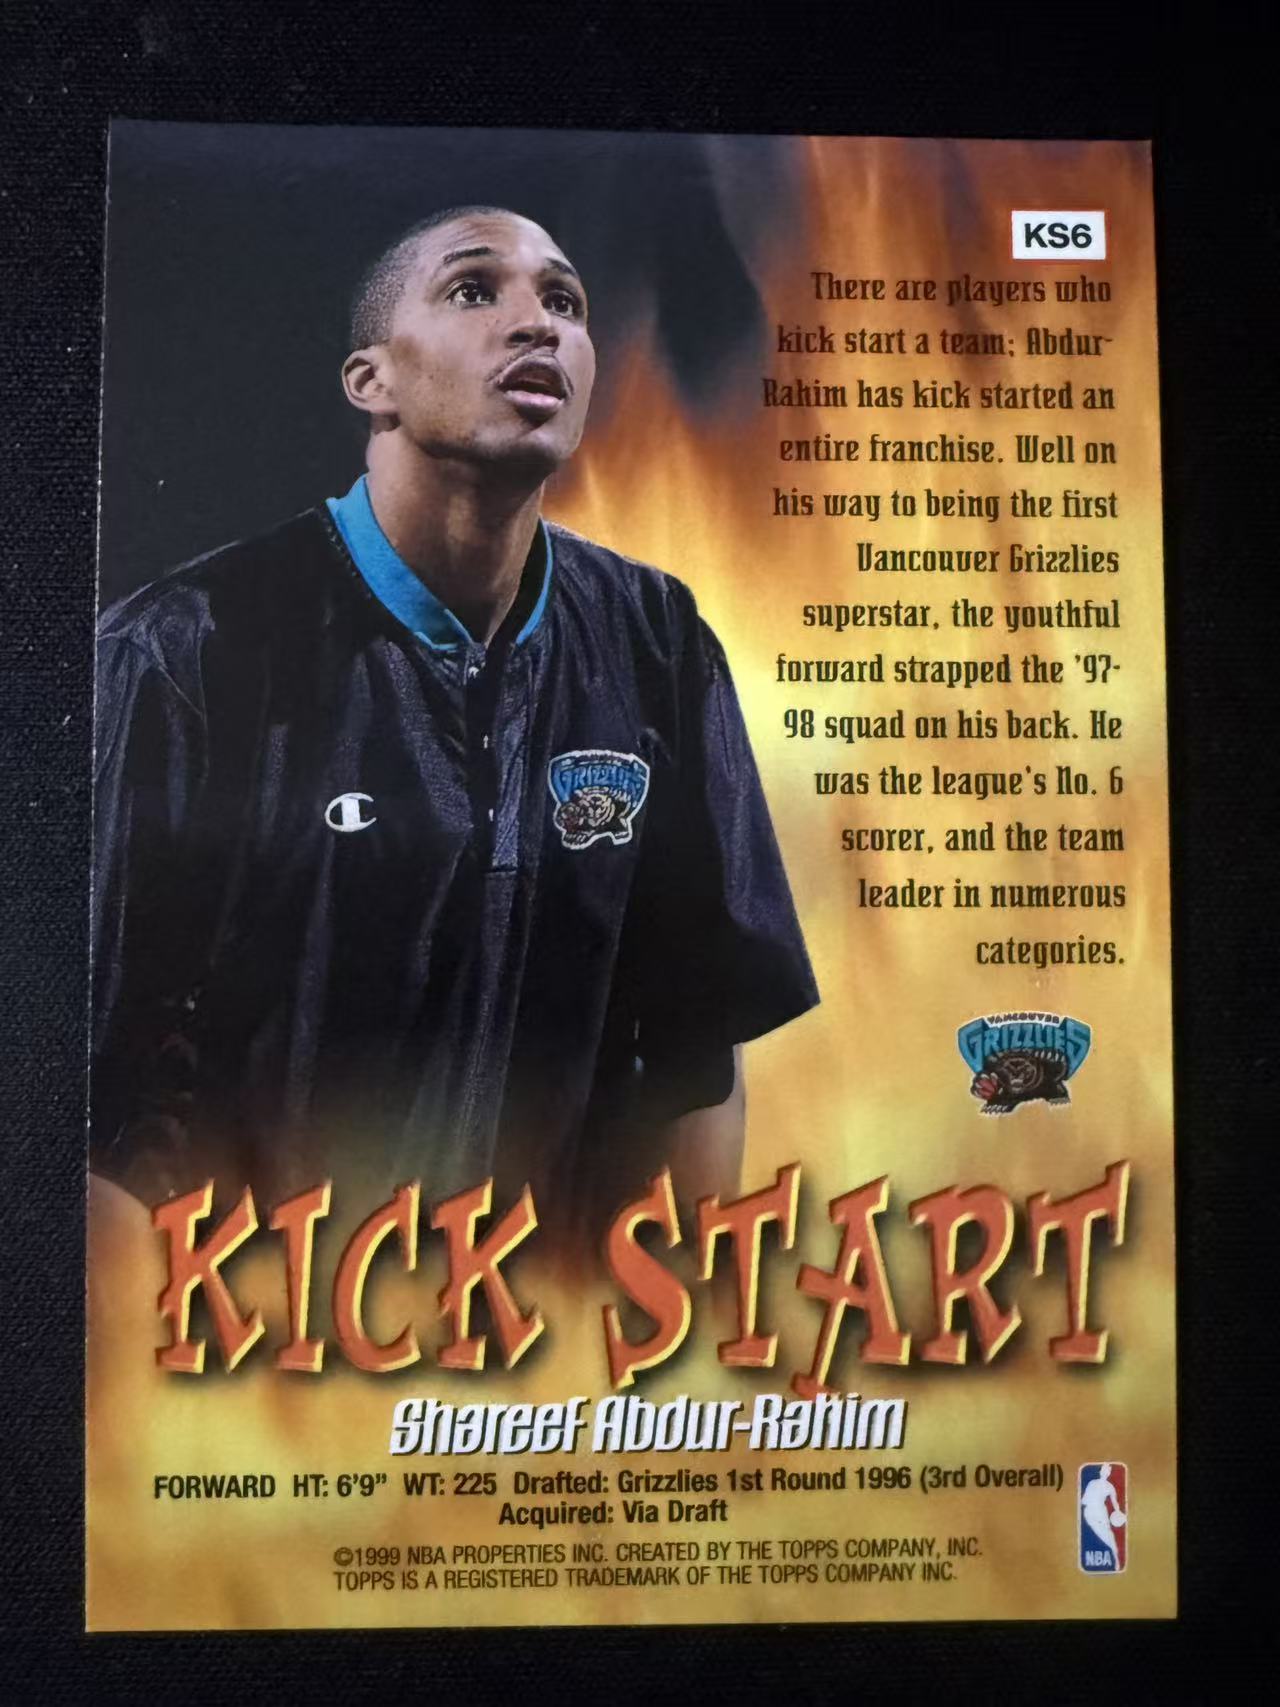 KS6
There are players who
kick start a team; Abdur-
Rahim has kick started an
entire franchise. Well on
his way to being the first
Vancouver Grizzlies
superstar, the youthful
forward strapped the '97-
98 squad on his back. He
was the league's No. 6
scorer, and the team
leader in numerous
categories.
GRIZZLIES
VANCOUVER
GRIZZLIES
KICK START
Shareef Abdur-Rahim
FORWARD HT: 6'9" WT: 225 Drafted: Grizzlies 1st Round 1996 (3rd Overall)
Acquired: Via Draft
NBA
©1999 NBA PROPERTIES INC. CREATED BY THE TOPPS COMPANY, INC.
TOPPS IS A REGISTERED TRADEMARK OF THE TOPPS COMPANY INC.